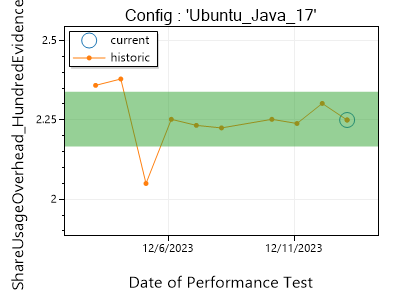 Config : 'Ubuntu_Java_17'
current
historic
ShareUsageOverhead_HundredEvidence
2.5
2.25
2
12/6/2023
12/11/2023
Date of Performance Test